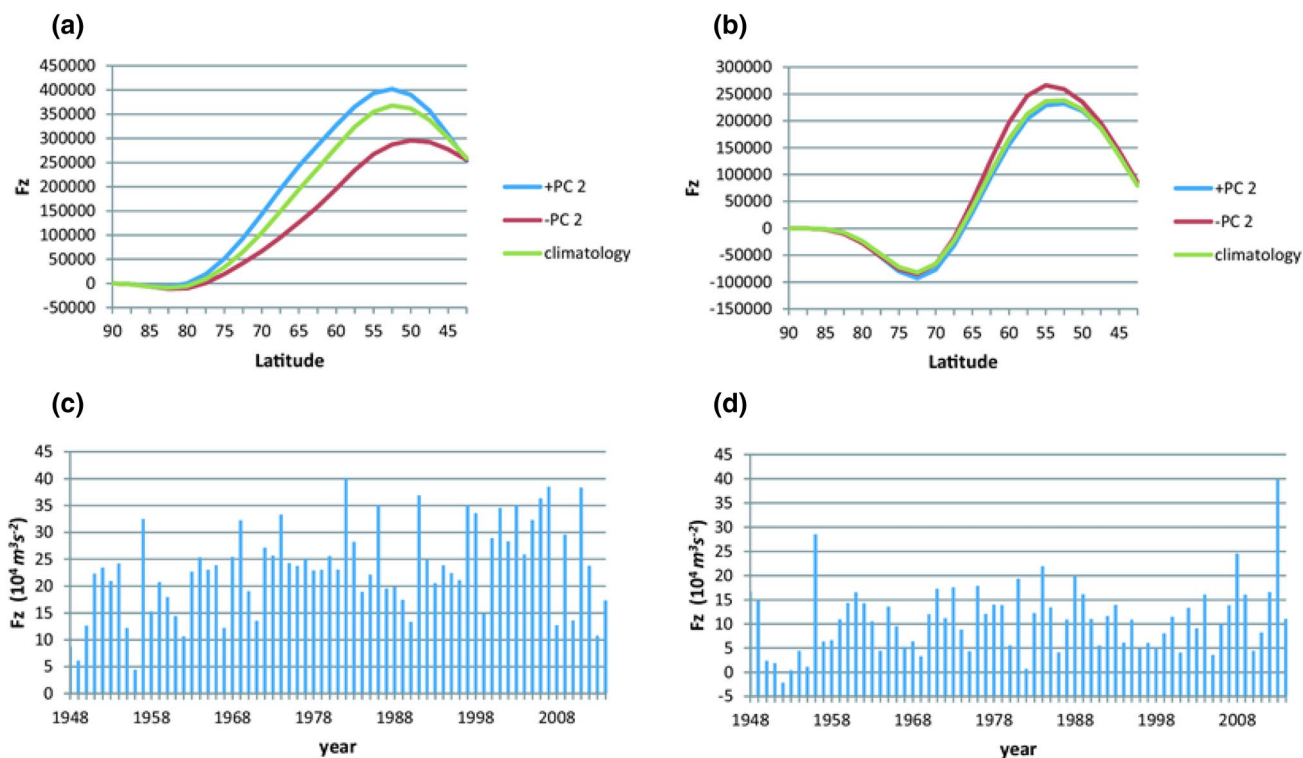 (a)
450000
400000
350000
300000
250000
200000
150000
100000
50000
0
-50000
Fz
90 85 80 75 70 65 60 55 50 45
Latitude
+PC 2
-PC 2
climatology
(b)
300000
250000
200000
150000
100000
50000
0
-50000
-100000
-150000
Fz
90 85 80 75 70 65 60 55 50 45
Latitude
+PC 2
-PC 2
climatology
(c)
45
40
35
30
25
20
15
10
5
0
Fz (10⁴ m³s⁻²)
1948 1958 1968 1978 1988 1998 2008
year
(d)
45
40
35
30
25
20
15
10
5
0
-5
Fz (10⁴ m³s⁻²)
1948 1958 1968 1978 1988 1998 2008
year